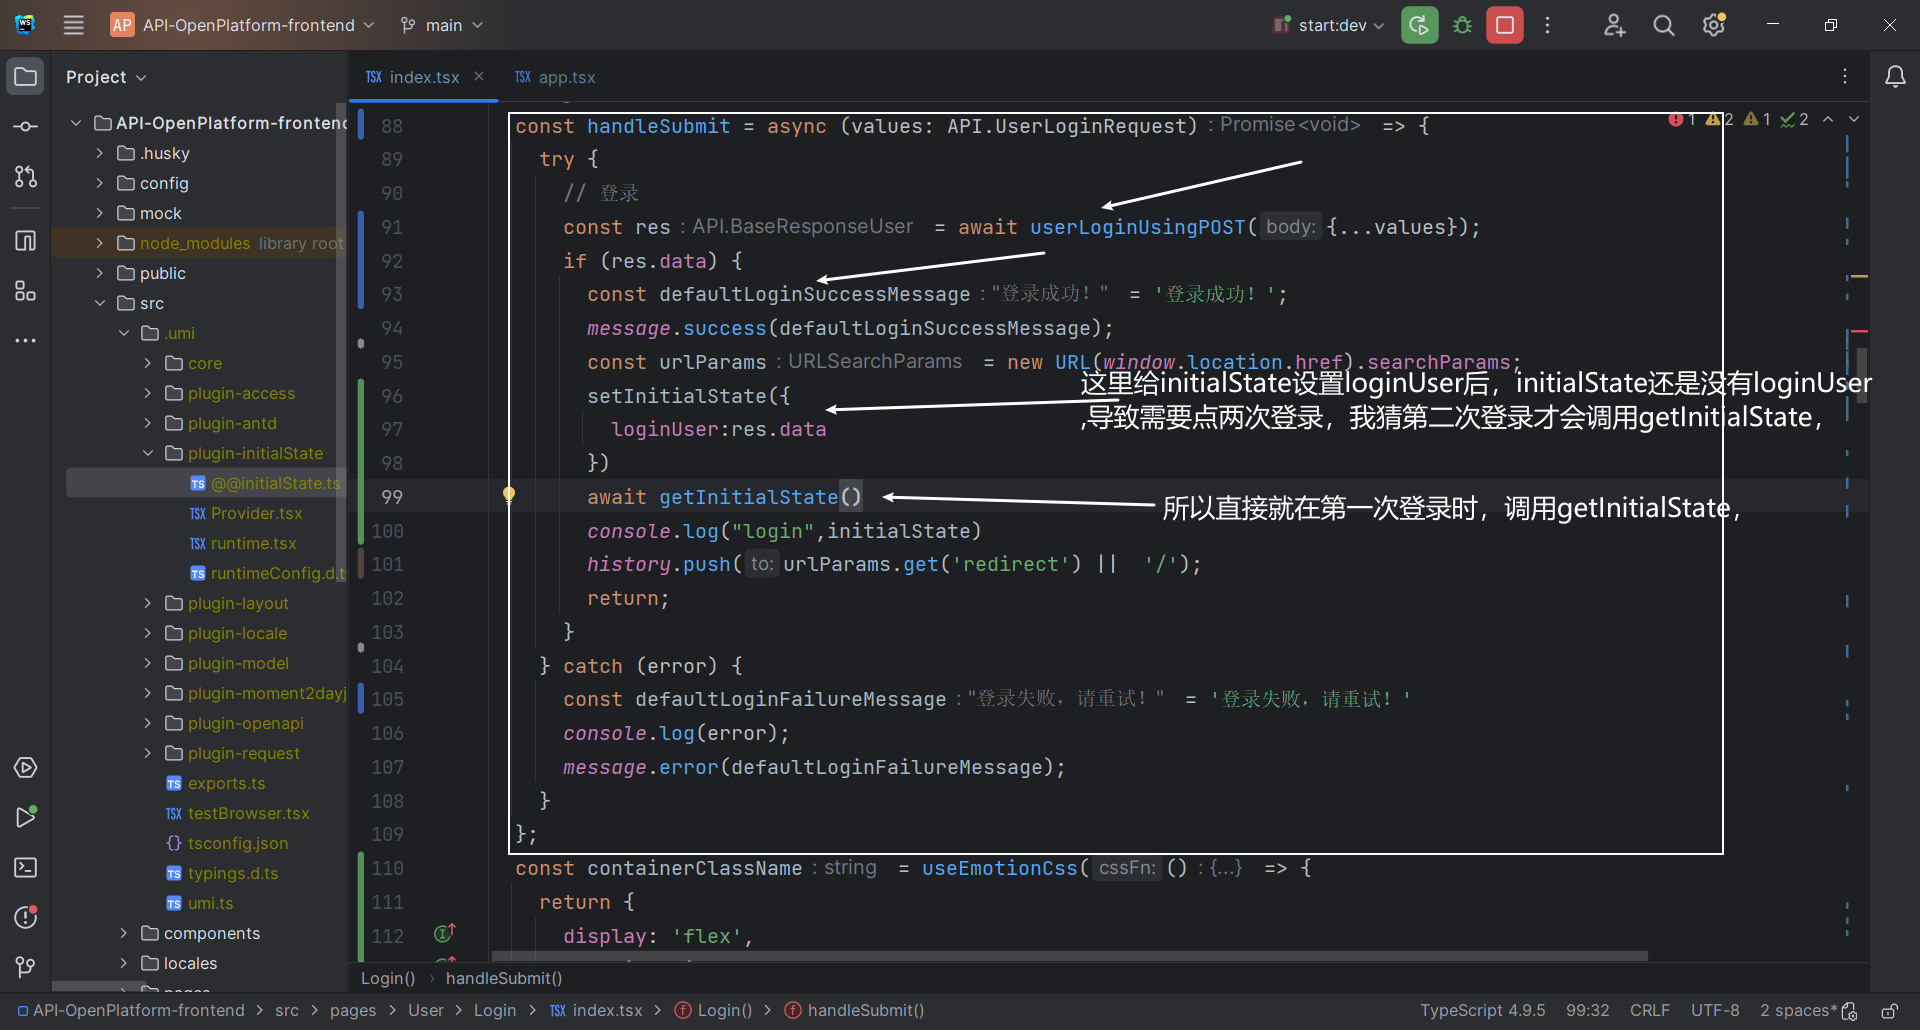 AP API-OpenPlatform-frontend main start:dev
Project
TSX index.tsx TSX app.tsx
API-OpenPlatform-frontend
.husky
config
mock
node_modules library root
public
src
.umi
core
plugin-access
plugin-antd
plugin-initialState
TS @@initialState.ts
TSX Provider.tsx
TSX runtime.tsx
TS runtimeConfig.d.t
plugin-layout
plugin-locale
plugin-model
plugin-moment2dayj
plugin-openapi
plugin-request
TS exports.ts
TSX testBrowser.tsx
{} tsconfig.json
TS typings.d.ts
TS umi.ts
components
locales
pages
1 2 1 2
88 const handleSubmit = async (values: API.UserLoginRequest) : Promise<void> => {
89 try {
90 // 登录
91 const res : API.BaseResponseUser = await userLoginUsingPOST( body: {...values});
92 if (res.data) {
93 const defaultLoginSuccessMessage : "登录成功！" = '登录成功！';
94 message.success(defaultLoginSuccessMessage);
95 const urlParams : URLSearchParams = new URL(window.location.href).searchParams;
96 setInitialState({
97 loginUser:res.data
98 })
99 await getInitialState()
100 console.log("login",initialState)
101 history.push( to: urlParams.get('redirect') || '/');
102 return;
103 }
104 } catch (error) {
105 const defaultLoginFailureMessage : "登录失败，请重试！" = '登录失败，请重试！'
106 console.log(error);
107 message.error(defaultLoginFailureMessage);
108 }
109 };
110 const containerClassName : string = useEmotionCss( cssFn: () : {...} => {
111 return {
112 display: 'flex',
这里给initialState设置loginUser后，initialState还是没有loginUser
,导致需要点两次登录，我猜第二次登录才会调用getInitialState，
所以直接就在第一次登录时，调用getInitialState，
Login() › handleSubmit()
API-OpenPlatform-frontend > src > pages > User > Login > TSX index.tsx > f Login() > f handleSubmit() TypeScript 4.9.5 99:32 CRLF UTF-8 2 spaces*